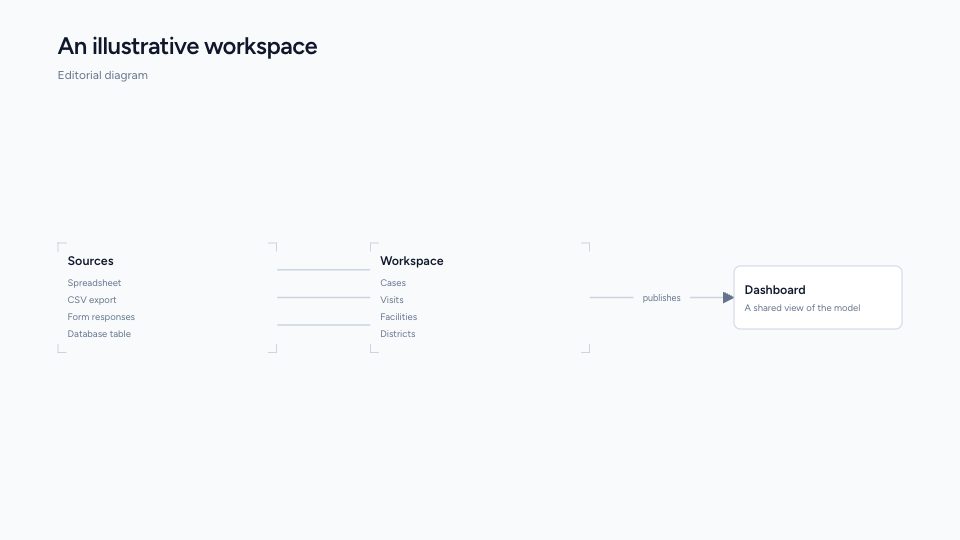 An illustrative workspace
Editorial diagram
Sources
Spreadsheet
CSV export
Form responses
Database table
Workspace
Cases
Visits
Facilities
Districts
publishes
Dashboard
A shared view of the model